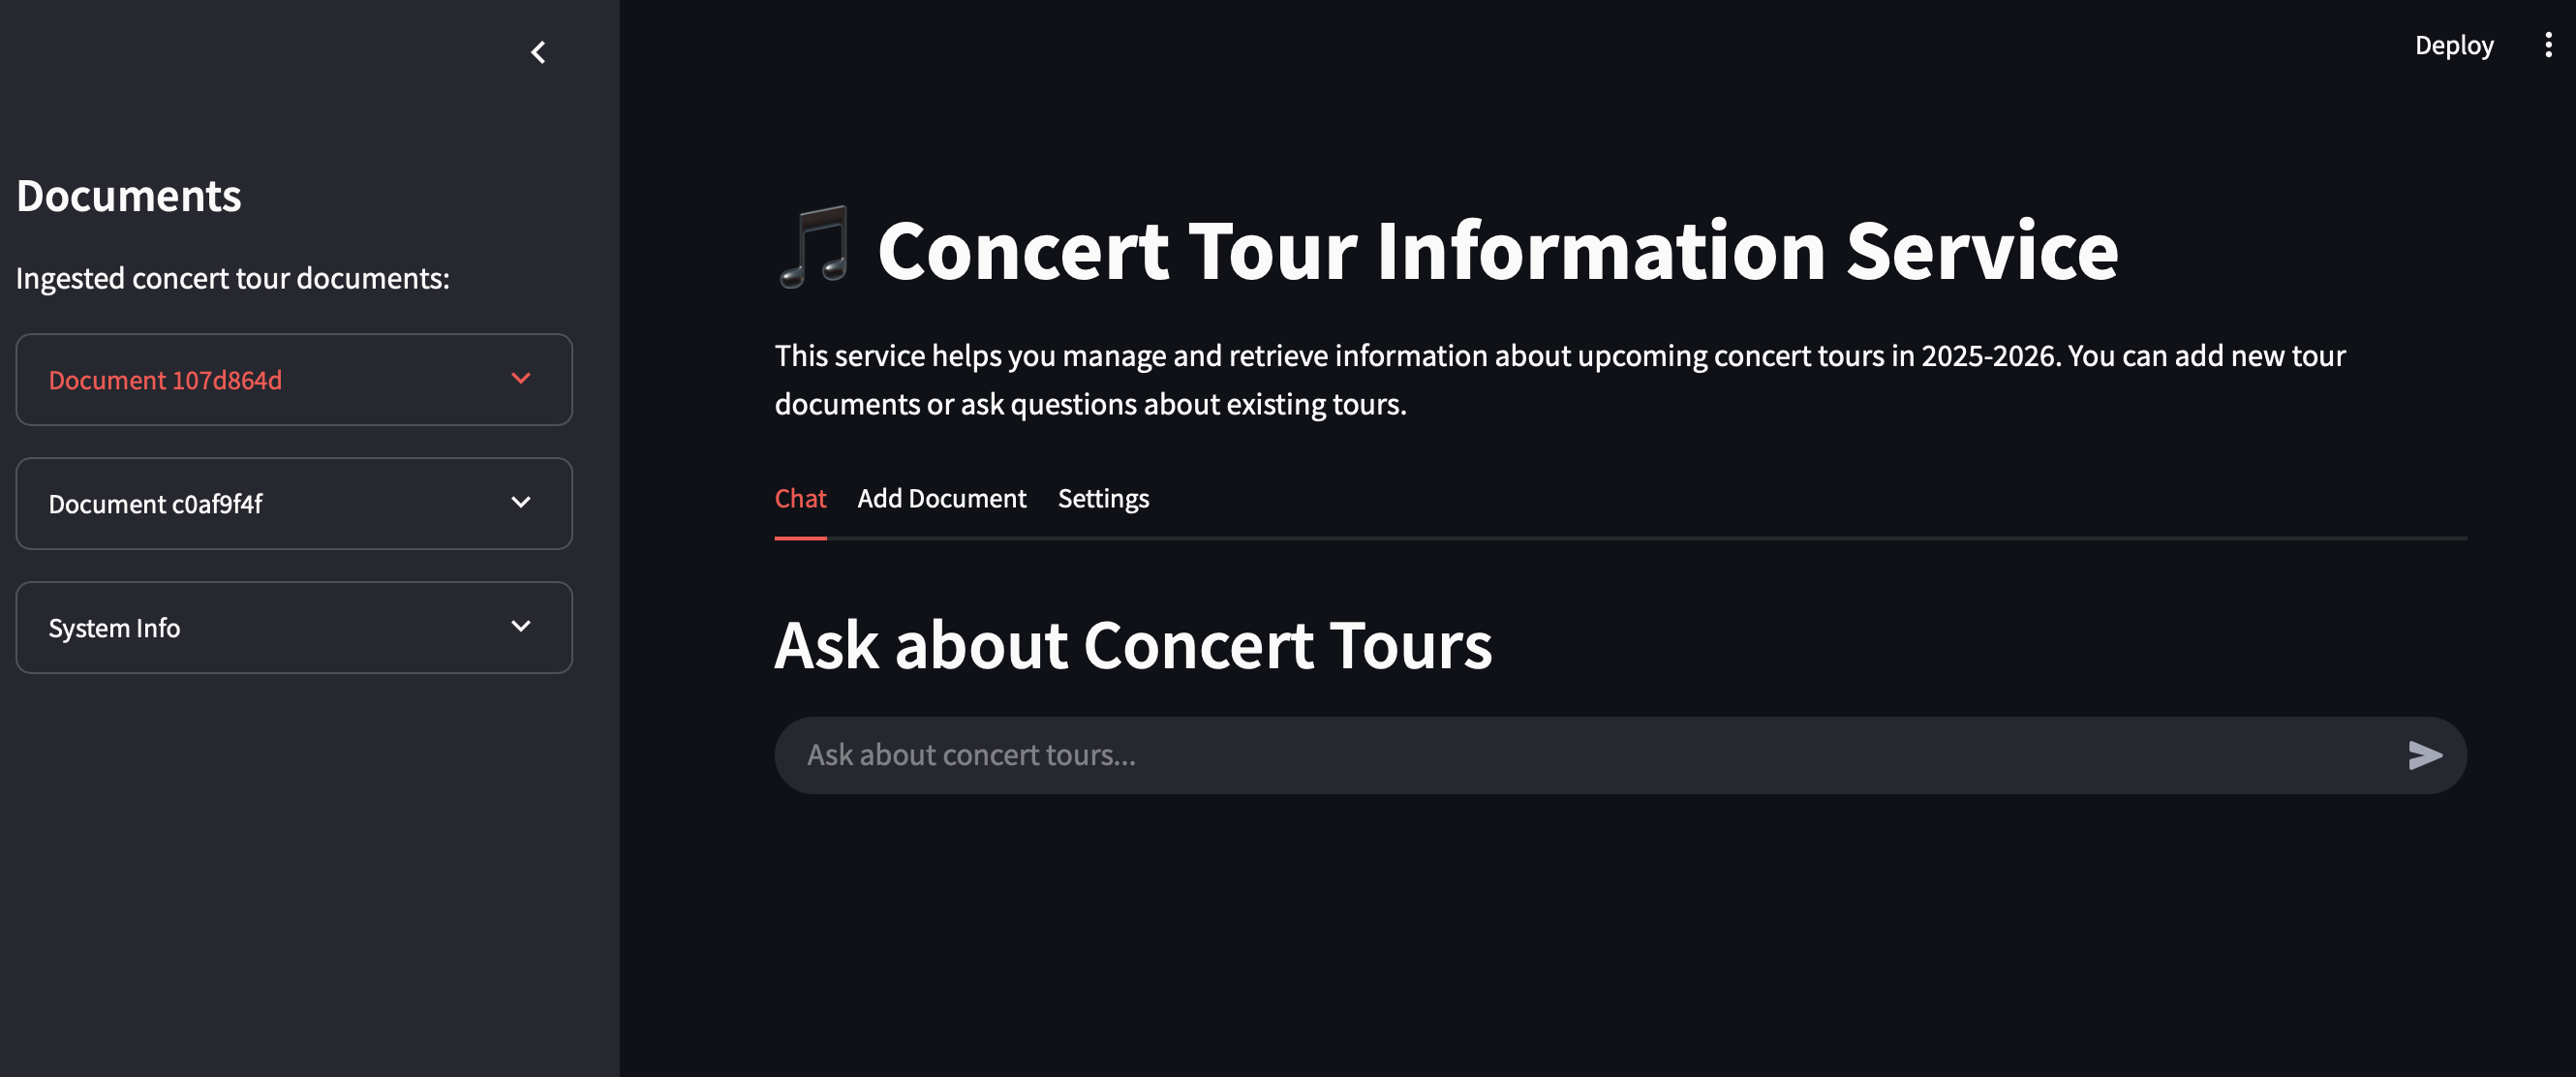 Deploy
Documents
Ingested concert tour documents:
Document 107d864d
Document c0af9f4f
System Info
Concert Tour Information Service
This service helps you manage and retrieve information about upcoming concert tours in 2025-2026. You can add new tour
documents or ask questions about existing tours.
Chat Add Document Settings
Ask about Concert Tours
Ask about concert tours...